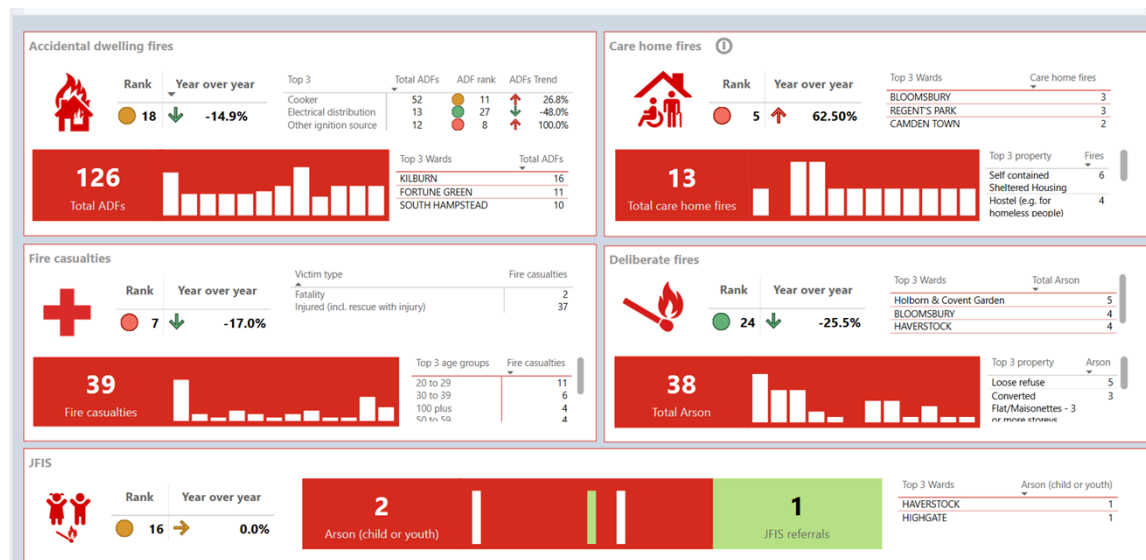 Accidental dwelling fires
Rank Year over year
18 -14.9%
Top 3 Total ADFs ADF rank ADFs Trend
Cooker 52 11 26.8%
Electrical distribution 13 27 -48.0%
Other ignition source 12 8 100.0%
126
Total ADFs
Top 3 Wards Total ADFs
KILBURN 16
FORTUNE GREEN 11
SOUTH HAMPSTEAD 10
Care home fires
Rank Year over year
5 62.50%
Top 3 Wards Care home fires
BLOOMSBURY 3
REGENT'S PARK 3
CAMDEN TOWN 2
13
Total care home fires
Top 3 property Fires
Self contained 6
Sheltered Housing
Hostel (e.g. for 4
homeless people)
Fire casualties
Rank Year over year
7 -17.0%
Victim type Fire casualties
Fatality 2
Injured (incl. rescue with injury) 37
39
Fire casualties
Top 3 age groups Fire casualties
20 to 29 11
30 to 39 6
100 plus 4
50 to 59 4
Deliberate fires
Rank Year over year
24 -25.5%
Top 3 Wards Total Arson
Holborn & Covent Garden 5
BLOOMSBURY 4
HAVERSTOCK 4
38
Total Arson
Top 3 property Arson
Loose refuse 5
Converted 3
Flat/Maisonettes - 3
or more storeys
JFIS
Rank Year over year
16 0.0%
2
Arson (child or youth)
1
JFIS referrals
Top 3 Wards Arson (child or youth)
HAVERSTOCK 1
HIGHGATE 1